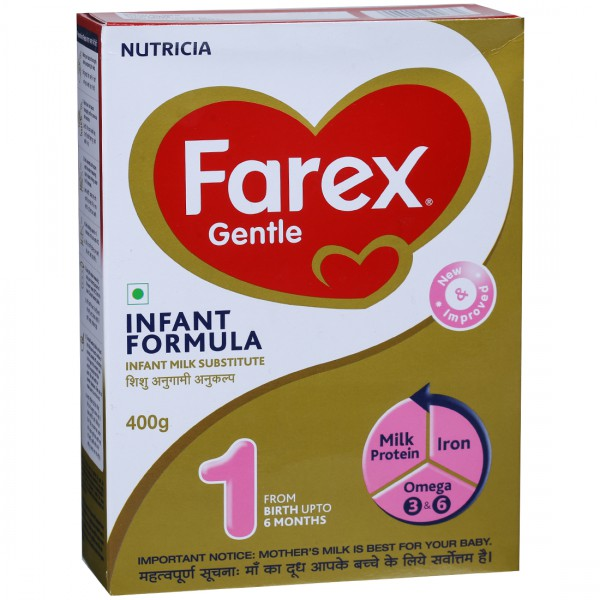 NUTRICIA
Farex®
Gentle
New
&
Improved
INFANT
FORMULA
INFANT MILK SUBSTITUTE
शिशु अनुगामी अनुकल्प
400g
1
FROM
BIRTH UPTO
6 MONTHS
Milk
Protein
Iron
Omega
3 & 6
IMPORTANT NOTICE: MOTHER'S MILK IS BEST FOR YOUR BABY.
महत्वपूर्ण सूचनाः माँ का दूध आपके बच्चे के लिये सर्वोत्तम है।